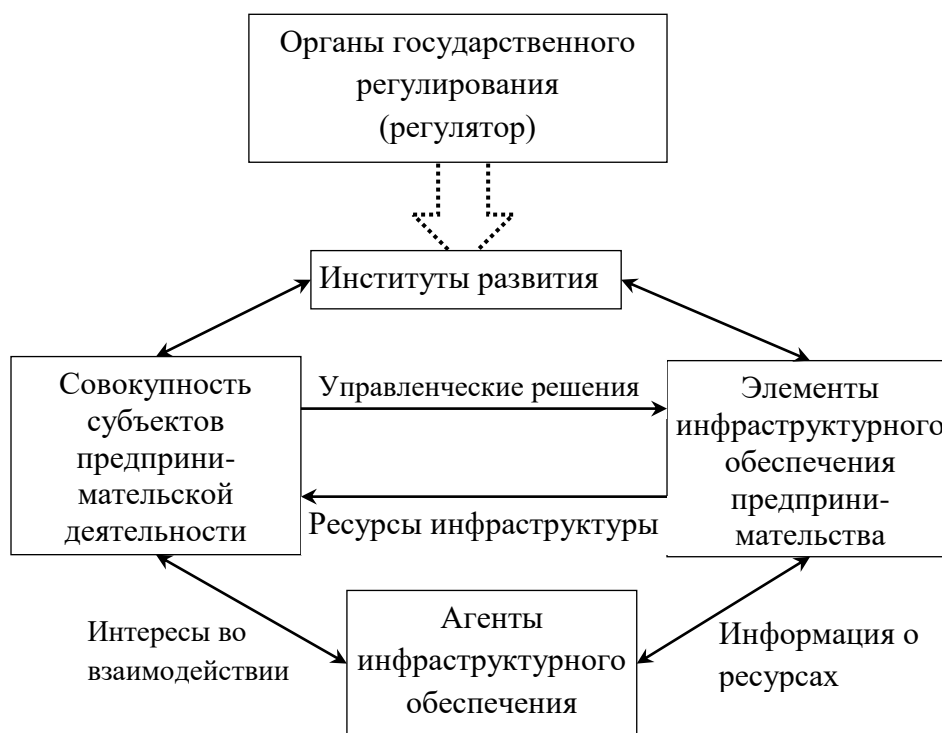 Органы государственного
регулирования
(регулятор)
Институты развития
Совокупность
субъектов
предприни-
мательской
деятельности
Управленческие решения
Ресурсы инфраструктуры
Элементы
инфраструктурного
обеспечения
предприни-
мательства
Интересы во
взаимодействии
Агенты
инфраструктурного
обеспечения
Информация о
ресурсах